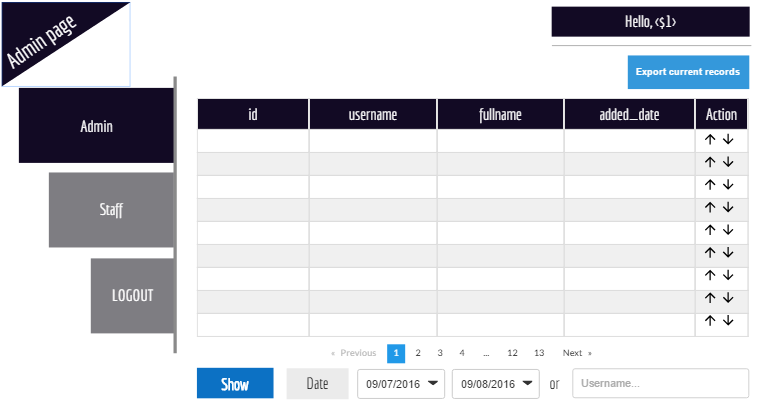 Admin page
Hello, <$1>
Export current records
Admin
Staff
LOGOUT
id username fullname added_date Action
« Previous 1 2 3 4 ... 12 13 Next »
Show Date 09/07/2016 09/08/2016 or Username...